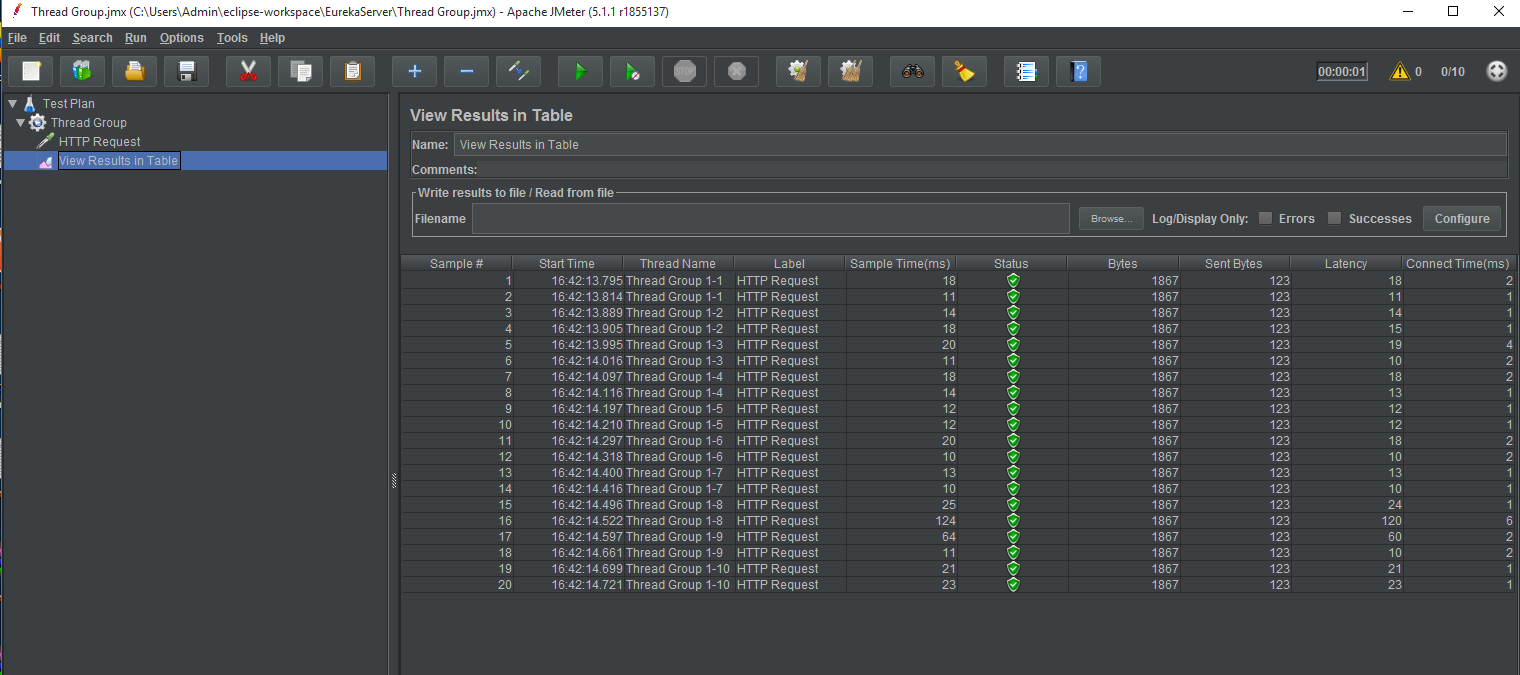 Thread Group.jmx (C:\Users\Admin\eclipse-workspace\EurekaServer\Thread Group.jmx) - Apache JMeter (5.1.1 r1855137)
File Edit Search Run Options Tools Help
STOP 00:00:01 0 0/10
Test Plan
Thread Group
HTTP Request
View Results in Table
View Results in Table
Name: View Results in Table
Comments:
Write results to file / Read from file
Filename Browse... Log/Display Only: Errors Successes Configure
Sample # Start Time Thread Name Label Sample Time(ms) Status Bytes Sent Bytes Latency Connect Time(ms)
1 16:42:13.795 Thread Group 1-1 HTTP Request 18 1867 123 18 2
2 16:42:13.814 Thread Group 1-1 HTTP Request 11 1867 123 11 1
3 16:42:13.889 Thread Group 1-2 HTTP Request 14 1867 123 14 1
4 16:42:13.905 Thread Group 1-2 HTTP Request 18 1867 123 15 1
5 16:42:13.995 Thread Group 1-3 HTTP Request 20 1867 123 19 4
6 16:42:14.016 Thread Group 1-3 HTTP Request 11 1867 123 10 2
7 16:42:14.097 Thread Group 1-4 HTTP Request 18 1867 123 18 2
8 16:42:14.116 Thread Group 1-4 HTTP Request 14 1867 123 13 1
9 16:42:14.197 Thread Group 1-5 HTTP Request 12 1867 123 12 1
10 16:42:14.210 Thread Group 1-5 HTTP Request 12 1867 123 12 1
11 16:42:14.297 Thread Group 1-6 HTTP Request 20 1867 123 18 2
12 16:42:14.318 Thread Group 1-6 HTTP Request 10 1867 123 10 2
13 16:42:14.400 Thread Group 1-7 HTTP Request 13 1867 123 13 1
14 16:42:14.416 Thread Group 1-7 HTTP Request 10 1867 123 10 1
15 16:42:14.496 Thread Group 1-8 HTTP Request 25 1867 123 24 1
16 16:42:14.522 Thread Group 1-8 HTTP Request 124 1867 123 120 6
17 16:42:14.597 Thread Group 1-9 HTTP Request 64 1867 123 60 2
18 16:42:14.661 Thread Group 1-9 HTTP Request 11 1867 123 10 2
19 16:42:14.699 Thread Group 1-10 HTTP Request 21 1867 123 21 1
20 16:42:14.721 Thread Group 1-10 HTTP Request 23 1867 123 23 1